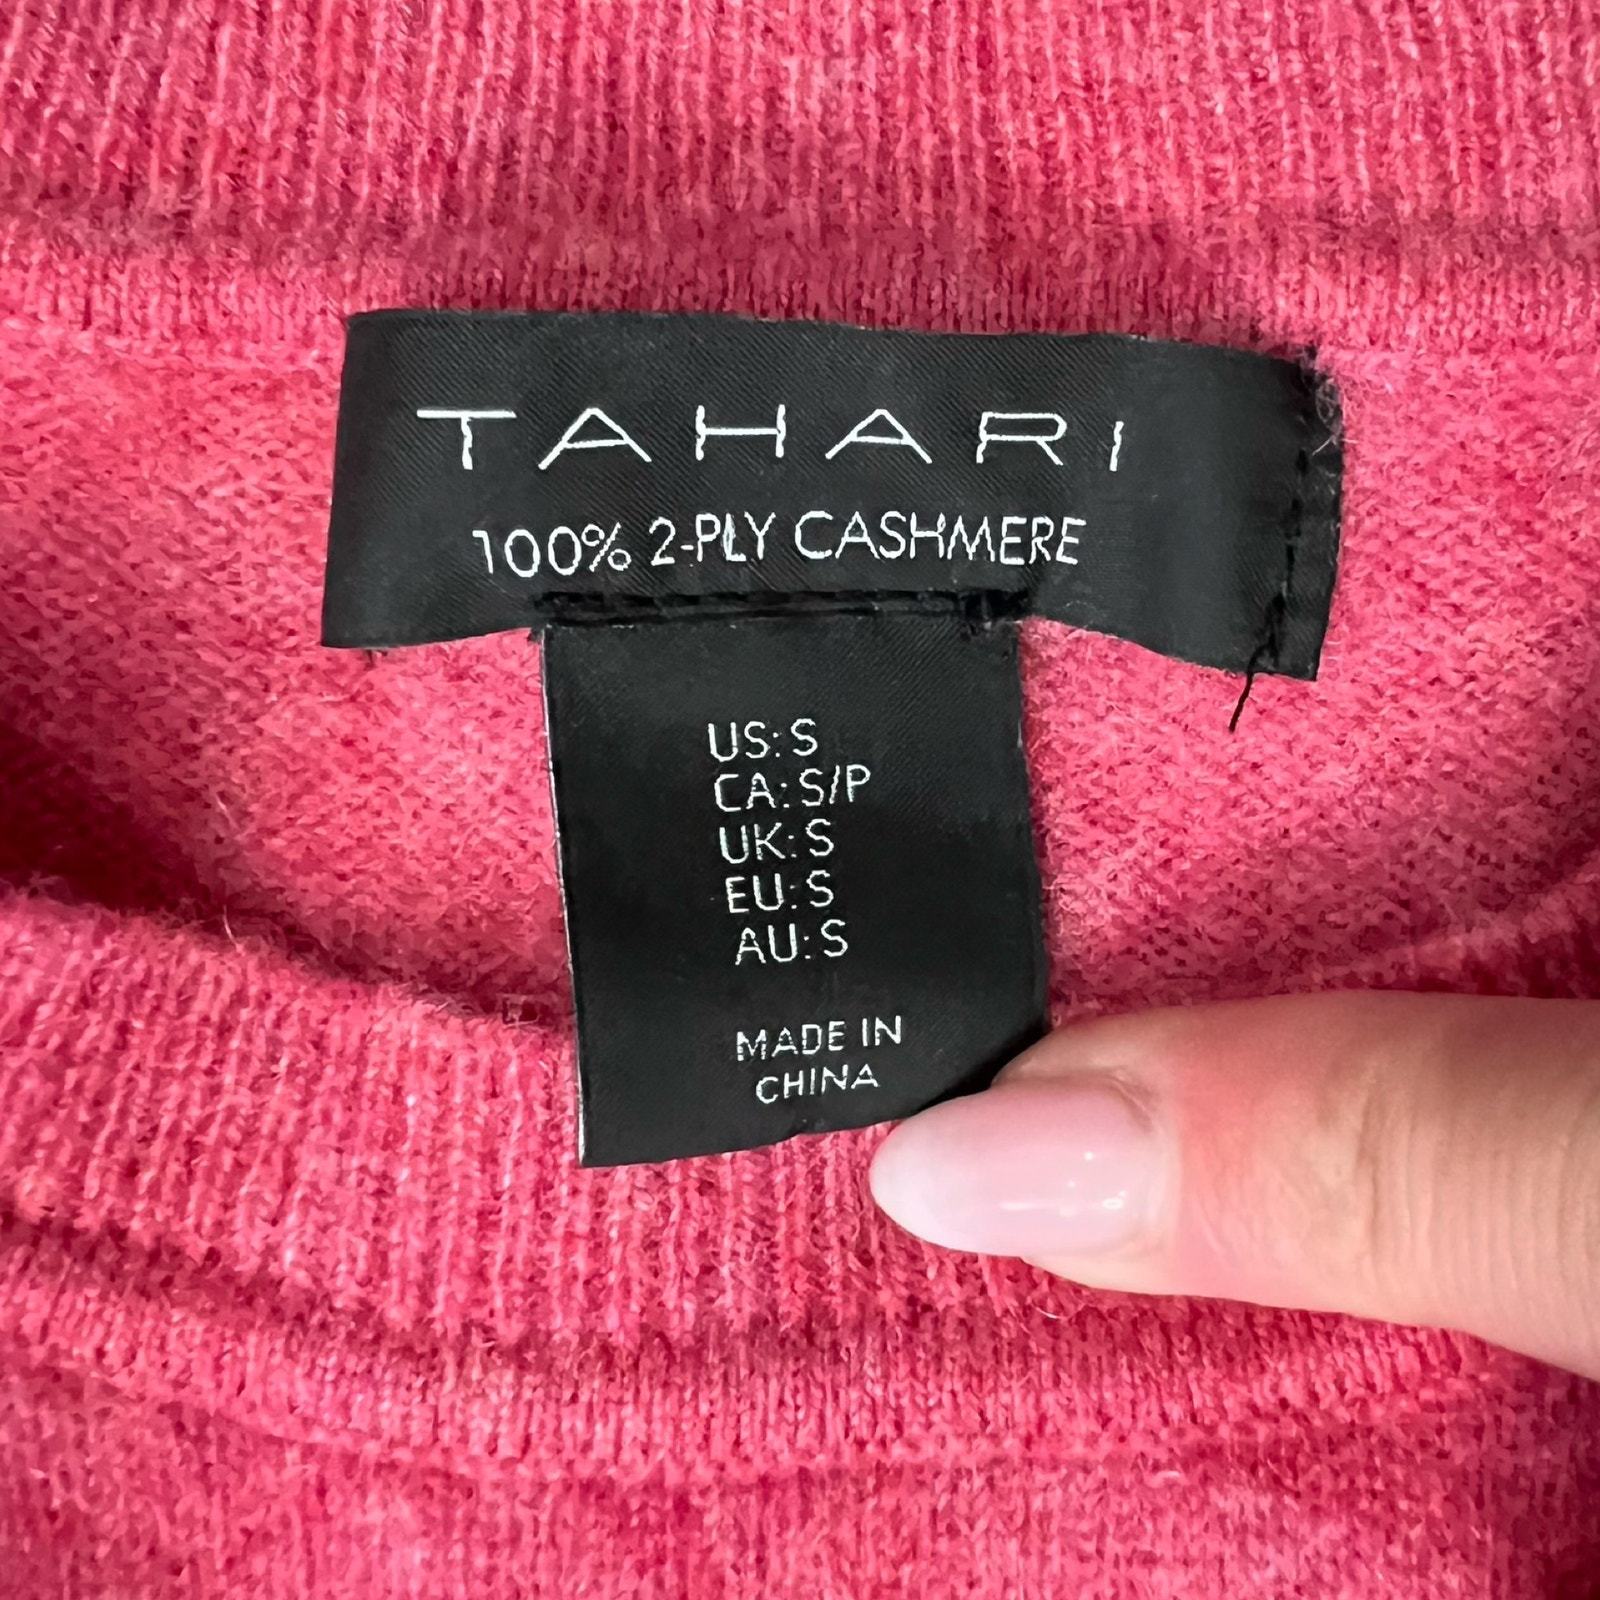 TAHARI
100% 2-PLY CASHMERE
US: S
CA: S/P
UK: S
EU: S
AU: S
MADE IN
CHINA